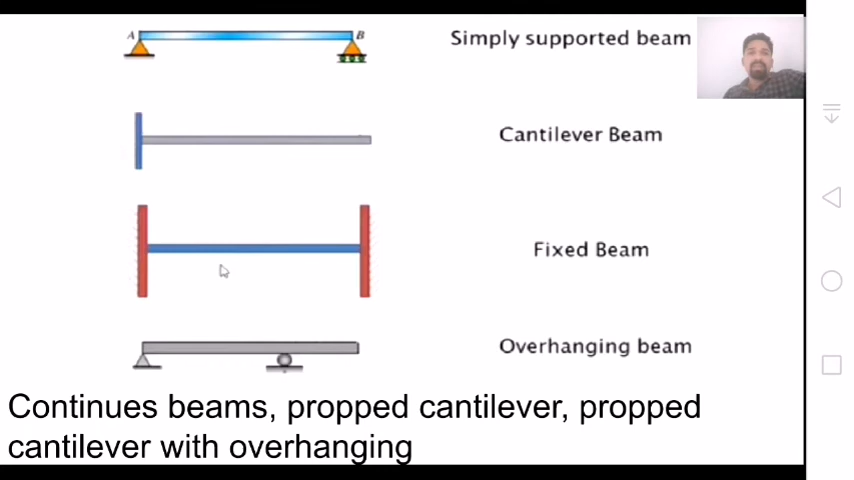 A B Simply supported beam
Cantilever Beam
Fixed Beam
Overhanging beam
Continues beams, propped cantilever, propped
cantilever with overhanging